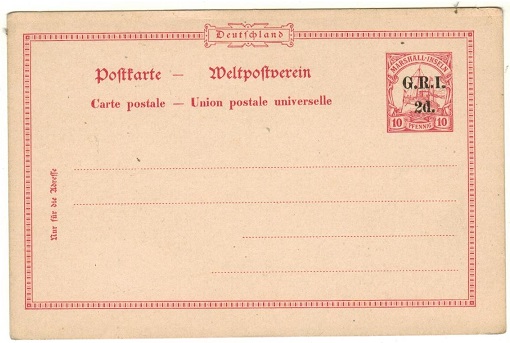 Deutschland
Postkarte — Weltpostverein
Carte postale — Union postale universelle
MARSHALL-INSELN
G.R.I.
2d.
10 PFENNIG 10
Nur für die Adresse